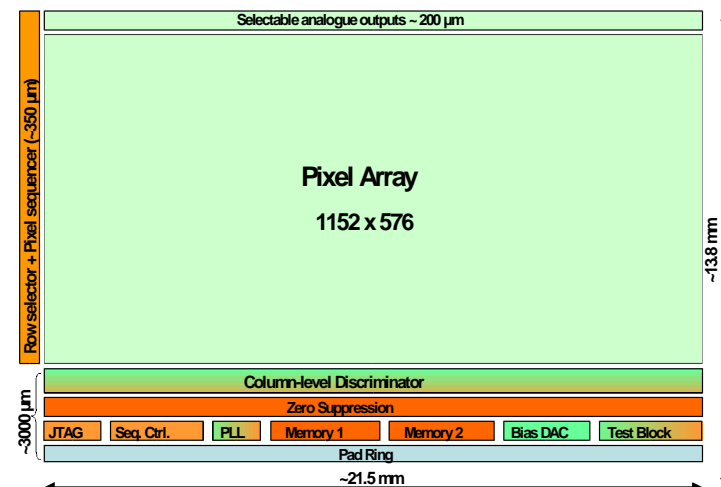 Selectable analogue outputs ~ 200 µm
Row selector + Pixel sequencer (~350 µm)
Pixel Array
1152 x 576
~13.8 mm
Column-level Discriminator
Zero Suppression
~3000 µm
JTAG
Seq. Ctrl.
PLL
Memory 1
Memory 2
Bias DAC
Test Block
Pad Ring
~21.5 mm